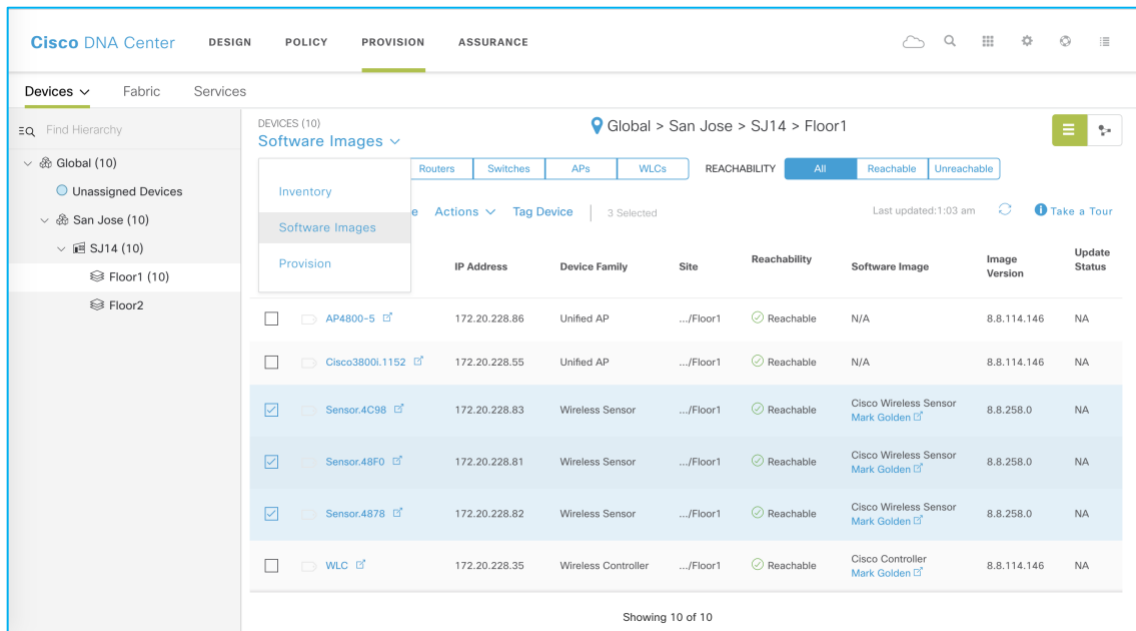 Cisco DNA Center DESIGN POLICY PROVISION ASSURANCE
Devices Fabric Services
Find Hierarchy
Global (10)
Unassigned Devices
San Jose (10)
SJ14 (10)
Floor1 (10)
Floor2
DEVICES (10)
Software Images
Global > San Jose > SJ14 > Floor1
Inventory
Software Images
Provision
Routers Switches APs WLCs REACHABILITY All Reachable Unreachable
e Actions Tag Device 3 Selected Last updated:1:03 am Take a Tour
IP Address Device Family Site Reachability Software Image Image Version Update Status
AP4800-5 172.20.228.86 Unified AP .../Floor1 Reachable N/A 8.8.114.146 NA
Cisco3800i.1152 172.20.228.55 Unified AP .../Floor1 Reachable N/A 8.8.114.146 NA
Sensor.4C98 172.20.228.83 Wireless Sensor .../Floor1 Reachable Cisco Wireless Sensor 8.8.258.0 NA
Mark Golden
Sensor.48F0 172.20.228.81 Wireless Sensor .../Floor1 Reachable Cisco Wireless Sensor 8.8.258.0 NA
Mark Golden
Sensor.4878 172.20.228.82 Wireless Sensor .../Floor1 Reachable Cisco Wireless Sensor 8.8.258.0 NA
Mark Golden
WLC 172.20.228.35 Wireless Controller .../Floor1 Reachable Cisco Controller 8.8.114.146 NA
Mark Golden
Showing 10 of 10